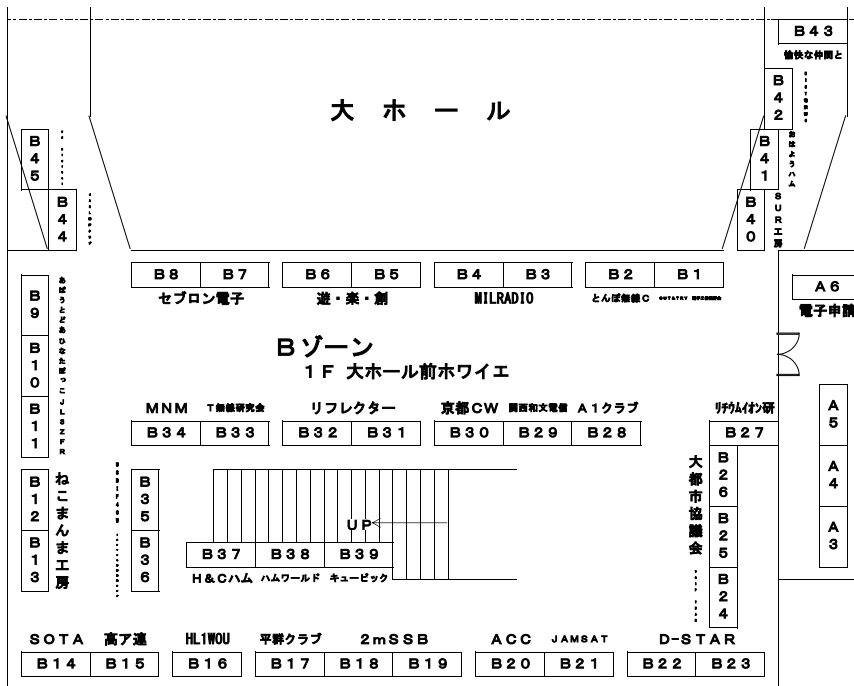 B43
愉快な仲間と
大ホール
B42
B45
B41
おはようハム
B44
B40
SUR工房
B8 B7 B6 B5 B4 B3 B2 B1
セブロン電子 遊・楽・創 MILRADIO とんぼ無線C
A6
電子申請
B9
B10
B11
Bゾーン
1F 大ホール前ホワイエ
MNM T無線研究会 リフレクター 京都CW 関西和文電信 A1クラブ リチウムイオン研
B34 B33 B32 B31 B30 B29 B28 B27
A5
A4
A3
B12
B13
ねこまんま工房
B35
B36
UP
B37 B38 B39
H&Cハム ハムワールド キュービック
大都市協議会
B26
B25
B24
SOTA 高ア連 HL1WOU 平群クラブ 2mSSB ACC JAMSAT D-STAR
B14 B15 B16 B17 B18 B19 B20 B21 B22 B23